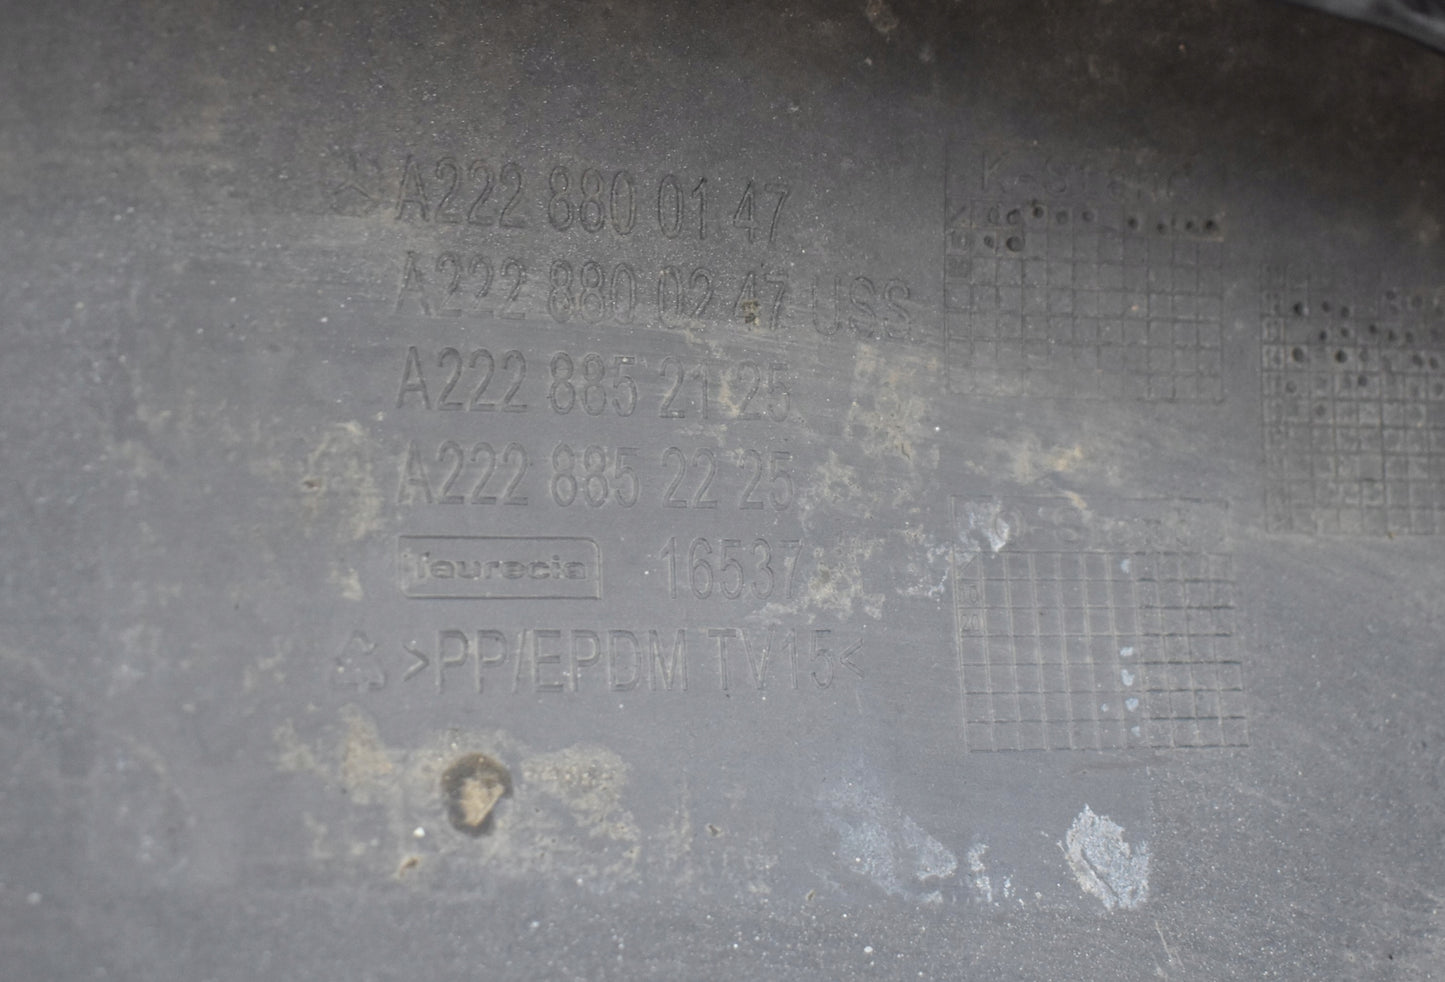 A222 880 01 47
A222 880 02 47 USS
A222 885 21 25
A222 885 22 25
faurecia 16537
>PP/EPDM TV15<